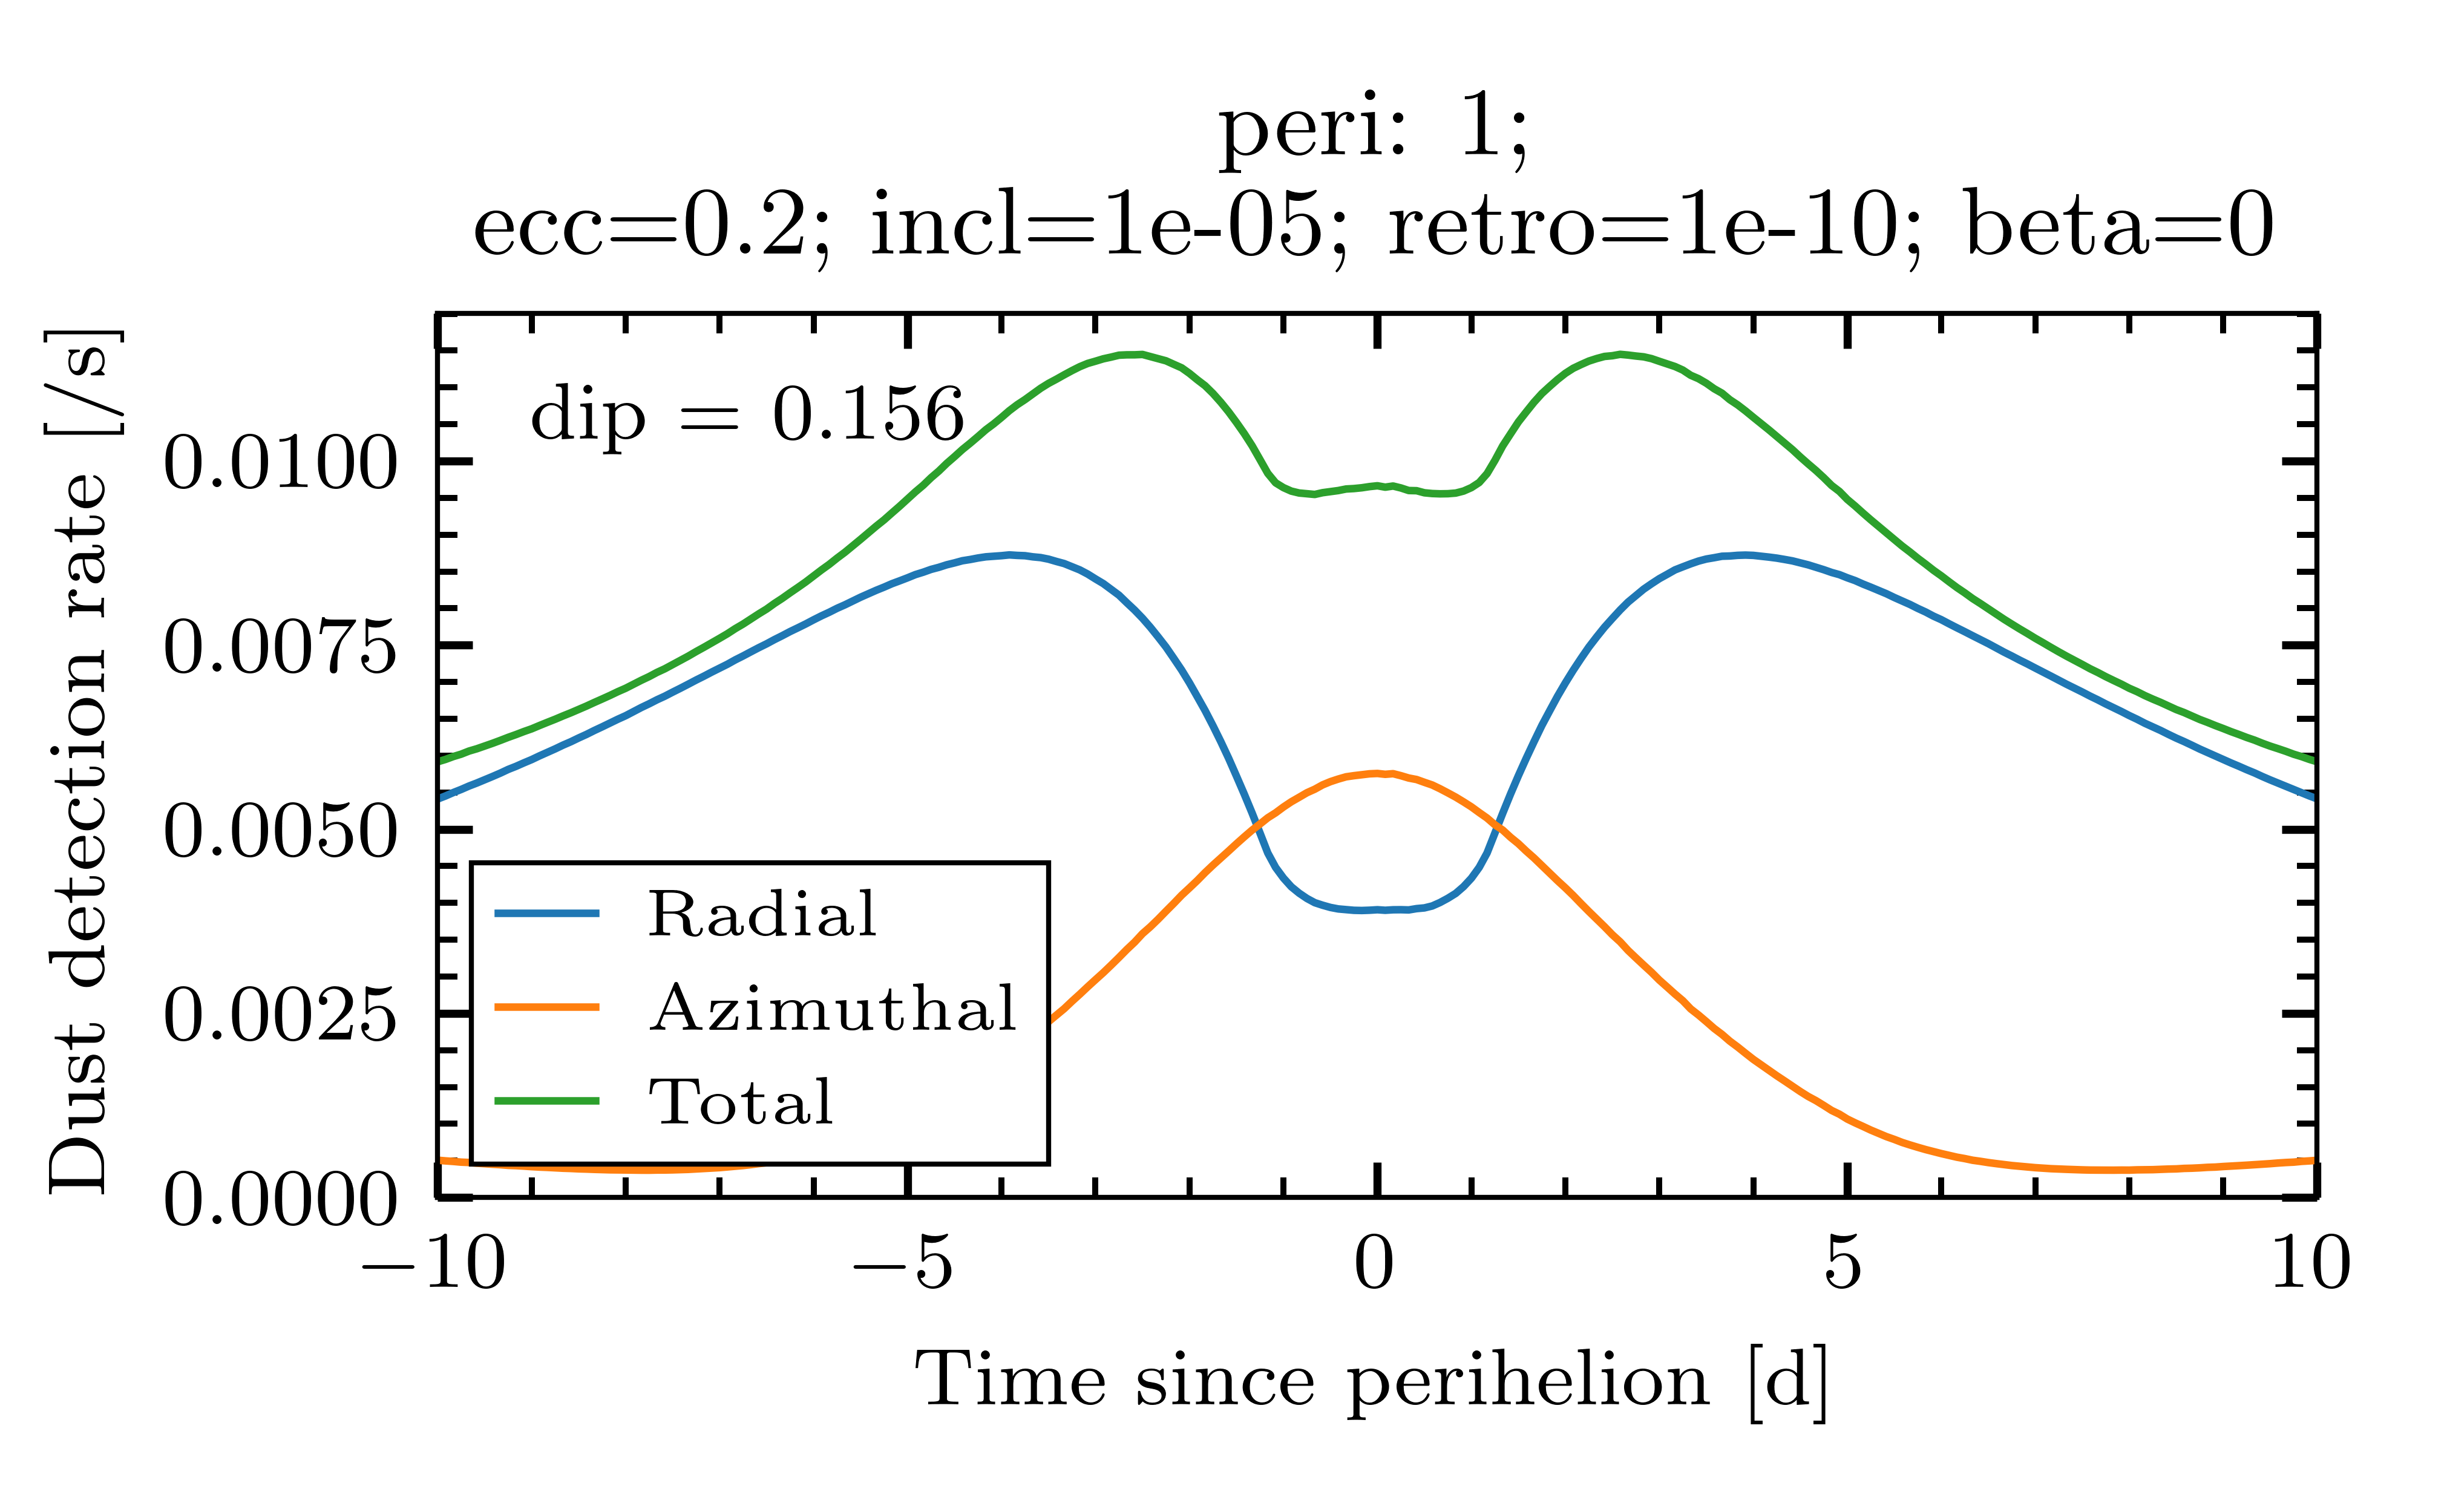 peri: 1;
ecc=0.2; incl=1e-05; retro=1e-10; beta=0
dip = 0.156
Dust detection rate [/s]
0.0100
0.0075
0.0050
0.0025
0.0000
Radial
Azimuthal
Total
−10
−5
0
5
10
Time since perihelion [d]